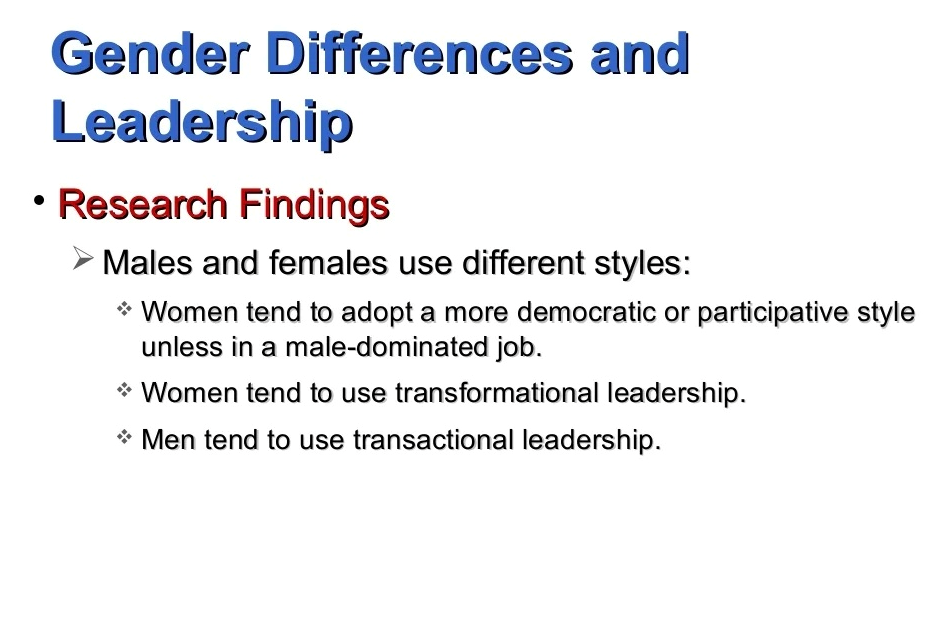 Gender Differences and
Leadership
• Research Findings
➢ Males and females use different styles:
❖ Women tend to adopt a more democratic or participative style
unless in a male-dominated job.
❖ Women tend to use transformational leadership.
❖ Men tend to use transactional leadership.